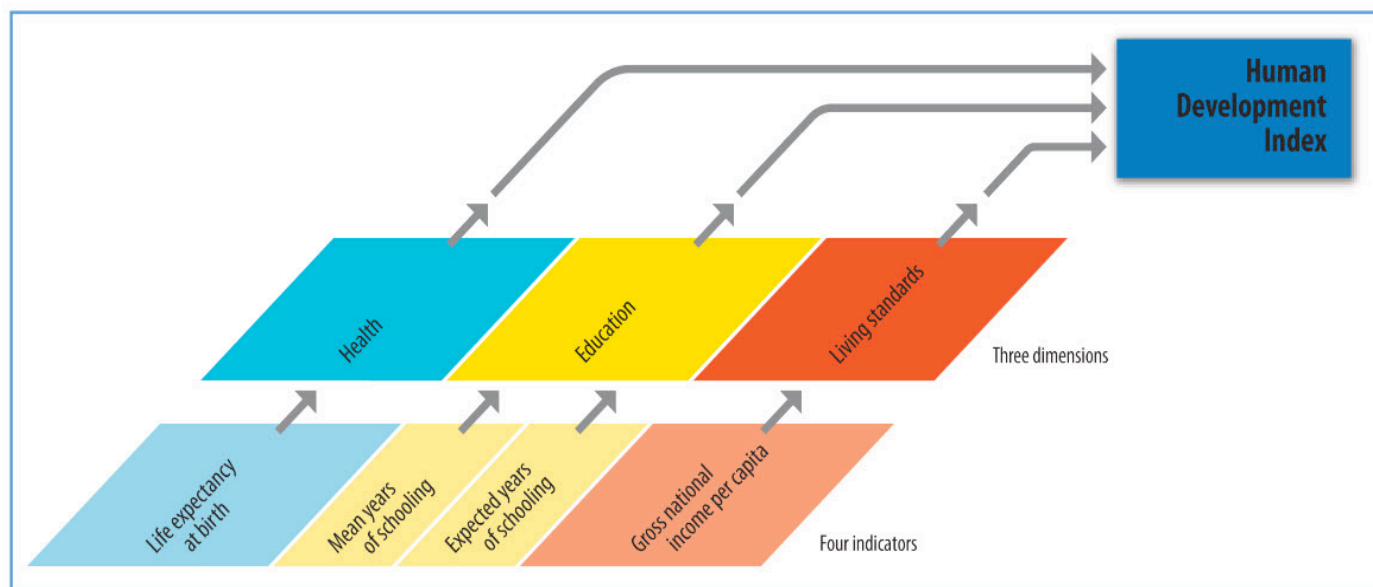 Human
Development
Index
Health
Education
Living standards
Three dimensions
Life expectancy
at birth
Mean years
of schooling
Expected years
of schooling
Gross national
income per capita
Four indicators